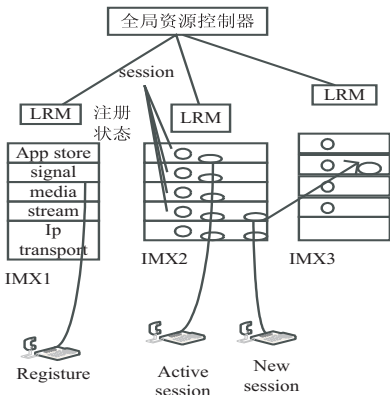 全局资源控制器
session
LRM
注册
状态
LRM
LRM
App store
signal
media
stream
Ip
transport
IMX1
IMX2
IMX3
Registure
Active
session
New
session